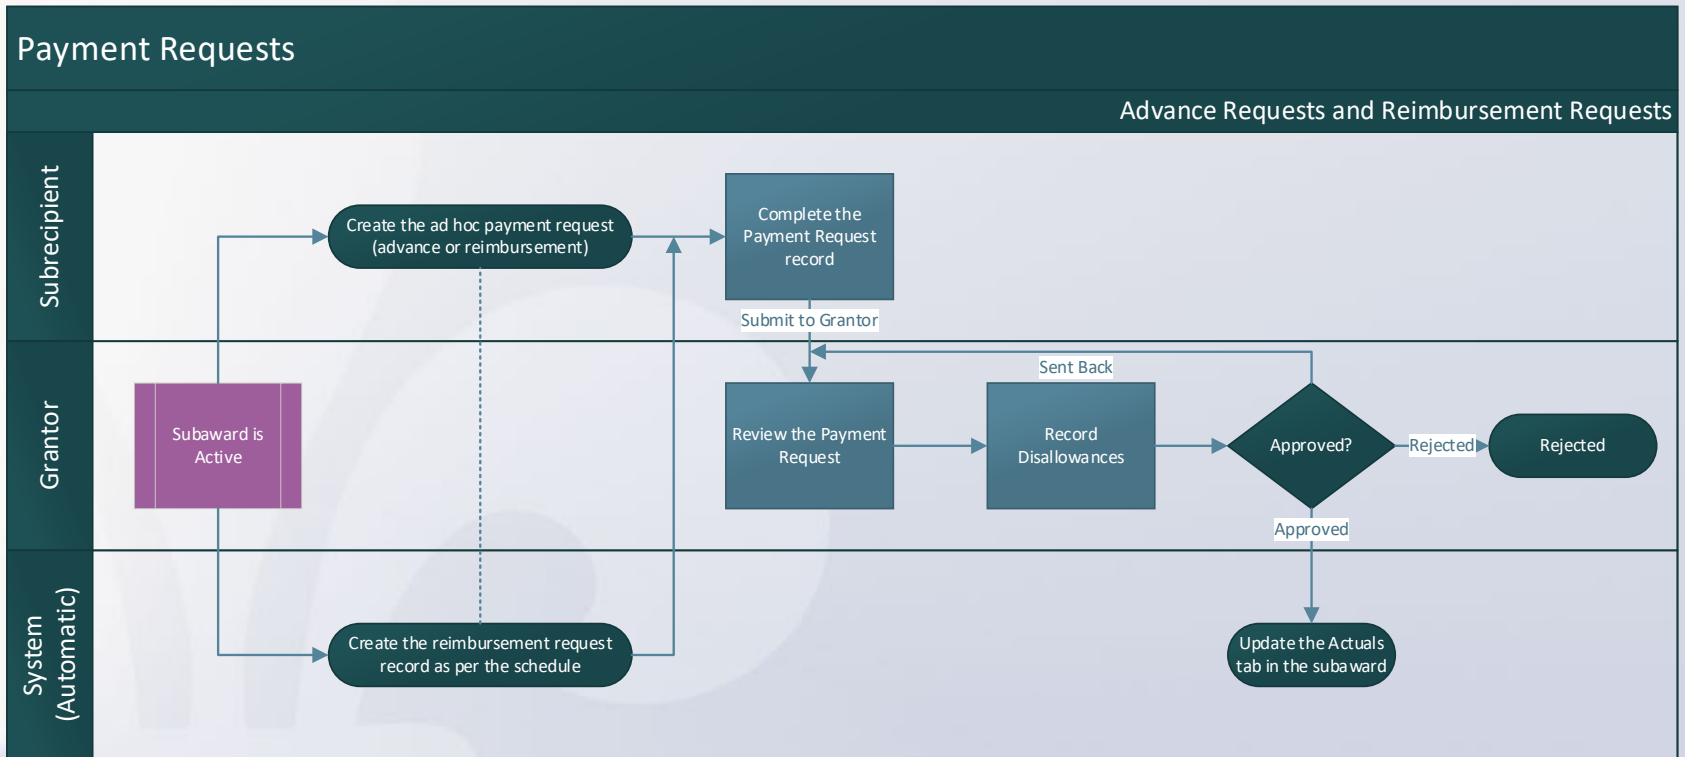 Payment Requests
Advance Requests and Reimbursement Requests
Subrecipient
Create the ad hoc payment request
(advance or reimbursement)
Complete the
Payment Request
record
Submit to Grantor
Grantor
Subaward is
Active
Review the Payment
Request
Record
Disallowances
Sent Back
Approved?
Rejected
Rejected
Approved
System
(Automatic)
Create the reimbursement request
record as per the schedule
Update the Actuals
tab in the subaward